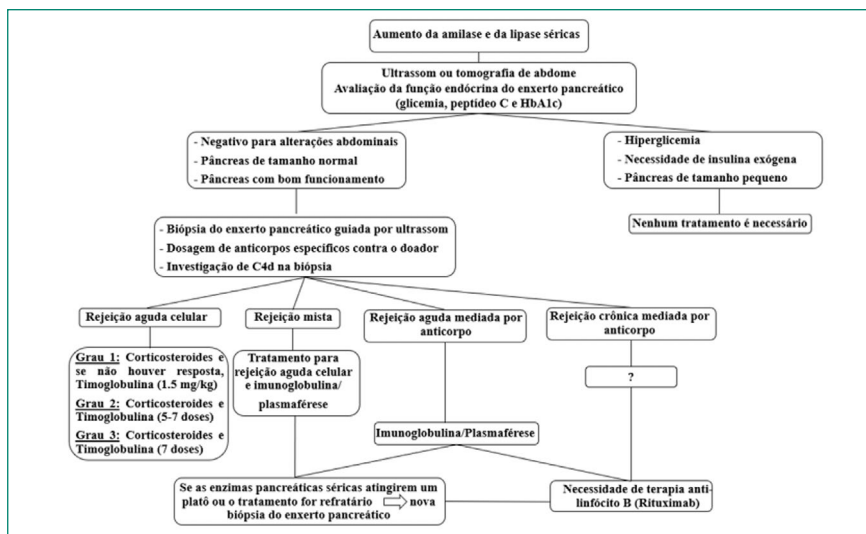 Aumento da amilase e da lipase séricas
Ultrassom ou tomografia de abdome
Avaliação da função endócrina do enxerto pancreático
(glicemia, peptídeo C e HbA1c)
- Negativo para alterações abdominais
- Pâncreas de tamanho normal
- Pâncreas com bom funcionamento
- Hiperglicemia
- Necessidade de insulina exógena
- Pâncreas de tamanho pequeno
Nenhum tratamento é necessário
- Biópsia do enxerto pancreático guiada por ultrassom
- Dosagem de anticorpos específicos contra o doador
- Investigação de C4d na biópsia
Rejeição aguda celular
Rejeição mista
Rejeição aguda mediada por
anticorpo
Rejeição crônica mediada por
anticorpo
Grau 1: Corticosteroides e
se não houver resposta,
Timoglobulina (1.5 mg/kg)
Grau 2: Corticosteroides e
Timoglobulina (5-7 doses)
Grau 3: Corticosteroides e
Timoglobulina (7 doses)
Tratamento para
rejeição aguda celular
e imunoglobulina/
plasmaférese
?
Imunoglobulina/Plasmaférese
Se as enzimas pancreáticas séricas atingirem um
platô ou o tratamento for refratário ⇨ nova
biópsia do enxerto pancreático
Necessidade de terapia anti-
linfócito B (Rituximab)